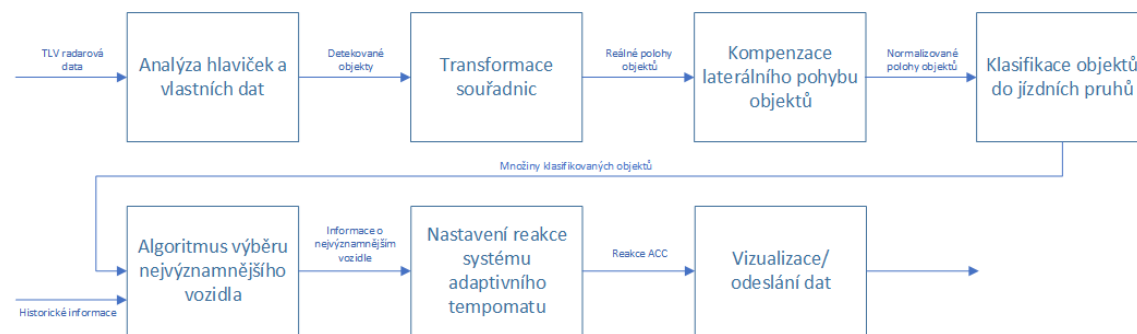 TLV radarová
data
Analýza hlaviček a
vlastních dat
Detekované
objekty
Transformace
souřadnic
Reálné polohy
objektů
Kompenzace
laterálního pohybu
objektů
Normalizované
polohy objektů
Klasifikace objektů
do jízdních pruhů
Množiny klasifikovaných objektů
Historické informace
Algoritmus výběru
nejvýznamnějšího
vozidla
Informace o
nejvýznamnějším
vozidle
Nastavení reakce
systému
adaptivního
tempomatu
Reakce ACC
Vizualizace/
odeslání dat